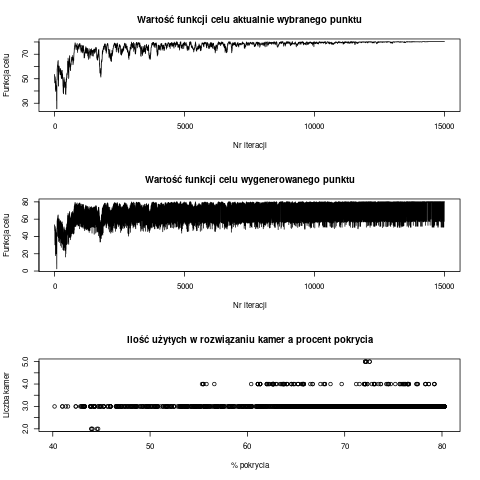 Wartość funkcji celu aktualnie wybranego punktu
Funkcja celu
30
50
70
0
5000
10000
15000
Nr iteracji
Wartość funkcji celu wygenerowanego punktu
Funkcja celu
0
20
40
60
80
0
5000
10000
15000
Nr iteracji
Ilość użytych w rozwiązaniu kamer a procent pokrycia
Liczba kamer
2.0
3.0
4.0
5.0
40
50
60
70
80
% pokrycia